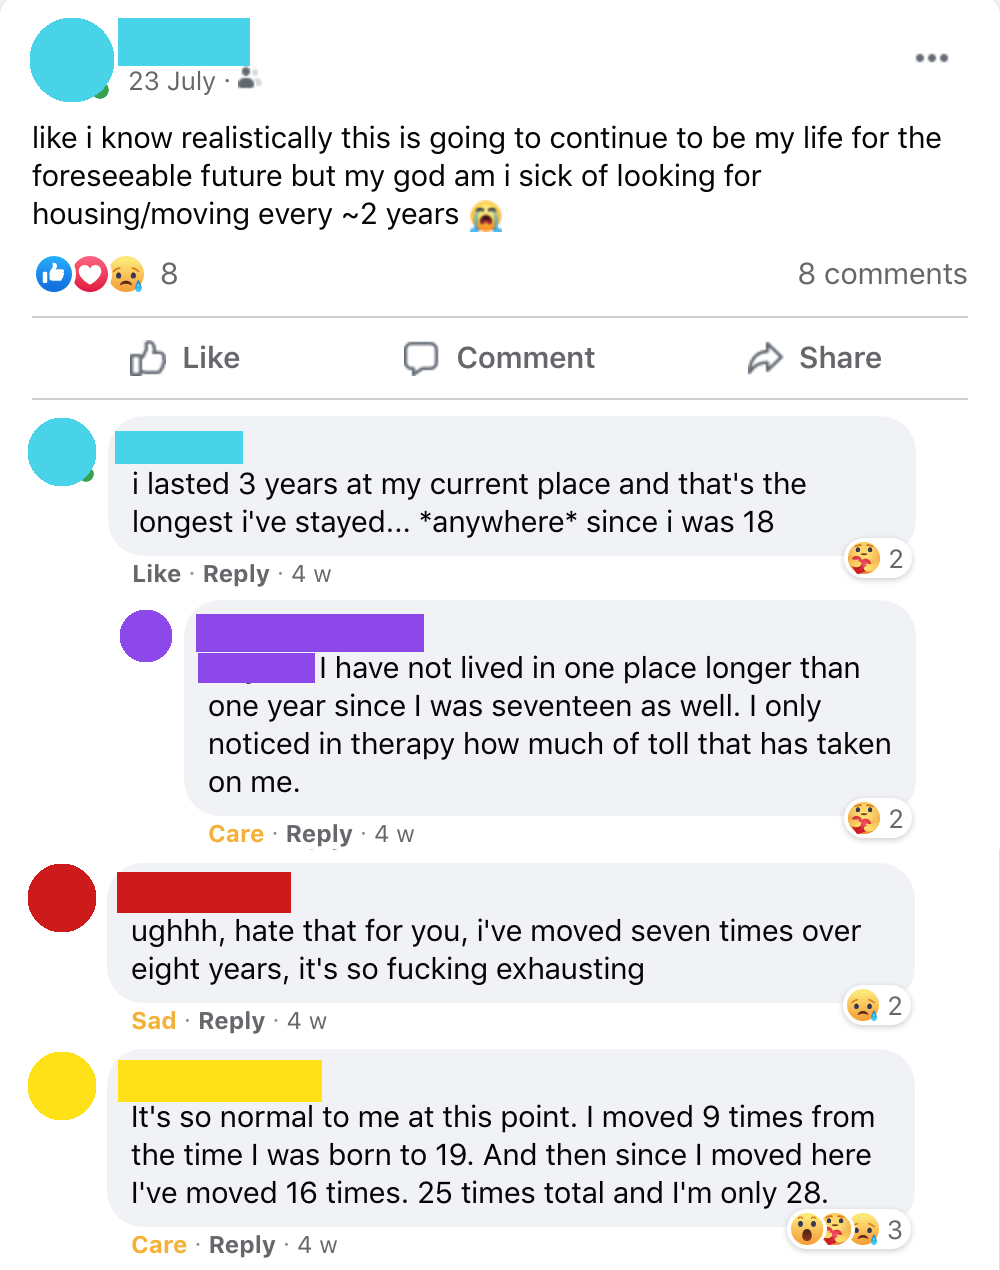 23 July ·
like i know realistically this is going to continue to be my life for the
foreseeable future but my god am i sick of looking for
housing/moving every ~2 years 😭
8
8 comments
Like
Comment
Share
i lasted 3 years at my current place and that's the
longest i've stayed... *anywhere* since i was 18
2
Like · Reply · 4 w
I have not lived in one place longer than
one year since I was seventeen as well. I only
noticed in therapy how much of toll that has taken
on me.
2
Care · Reply · 4 w
ughhh, hate that for you, i've moved seven times over
eight years, it's so fucking exhausting
2
Sad · Reply · 4 w
It's so normal to me at this point. I moved 9 times from
the time I was born to 19. And then since I moved here
I've moved 16 times. 25 times total and I'm only 28.
3
Care · Reply · 4 w